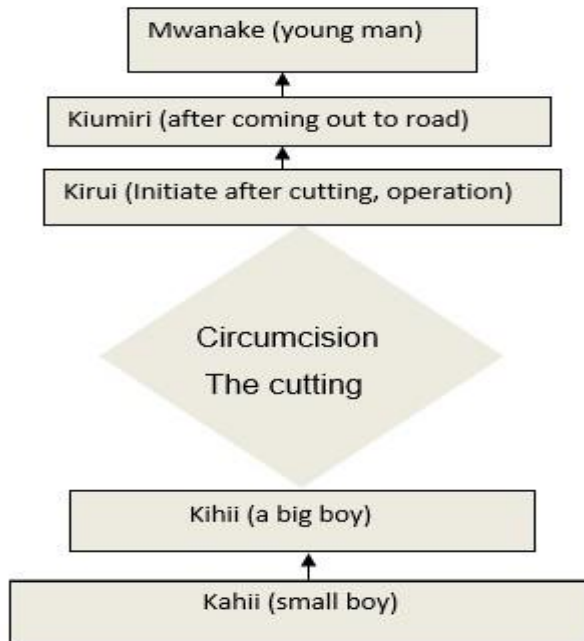 Mwanake (young man)
Kiumiri (after coming out to road)
Kirui (Initiate after cutting, operation)
Circumcision
The cutting
Kihii (a big boy)
Kahii (small boy)